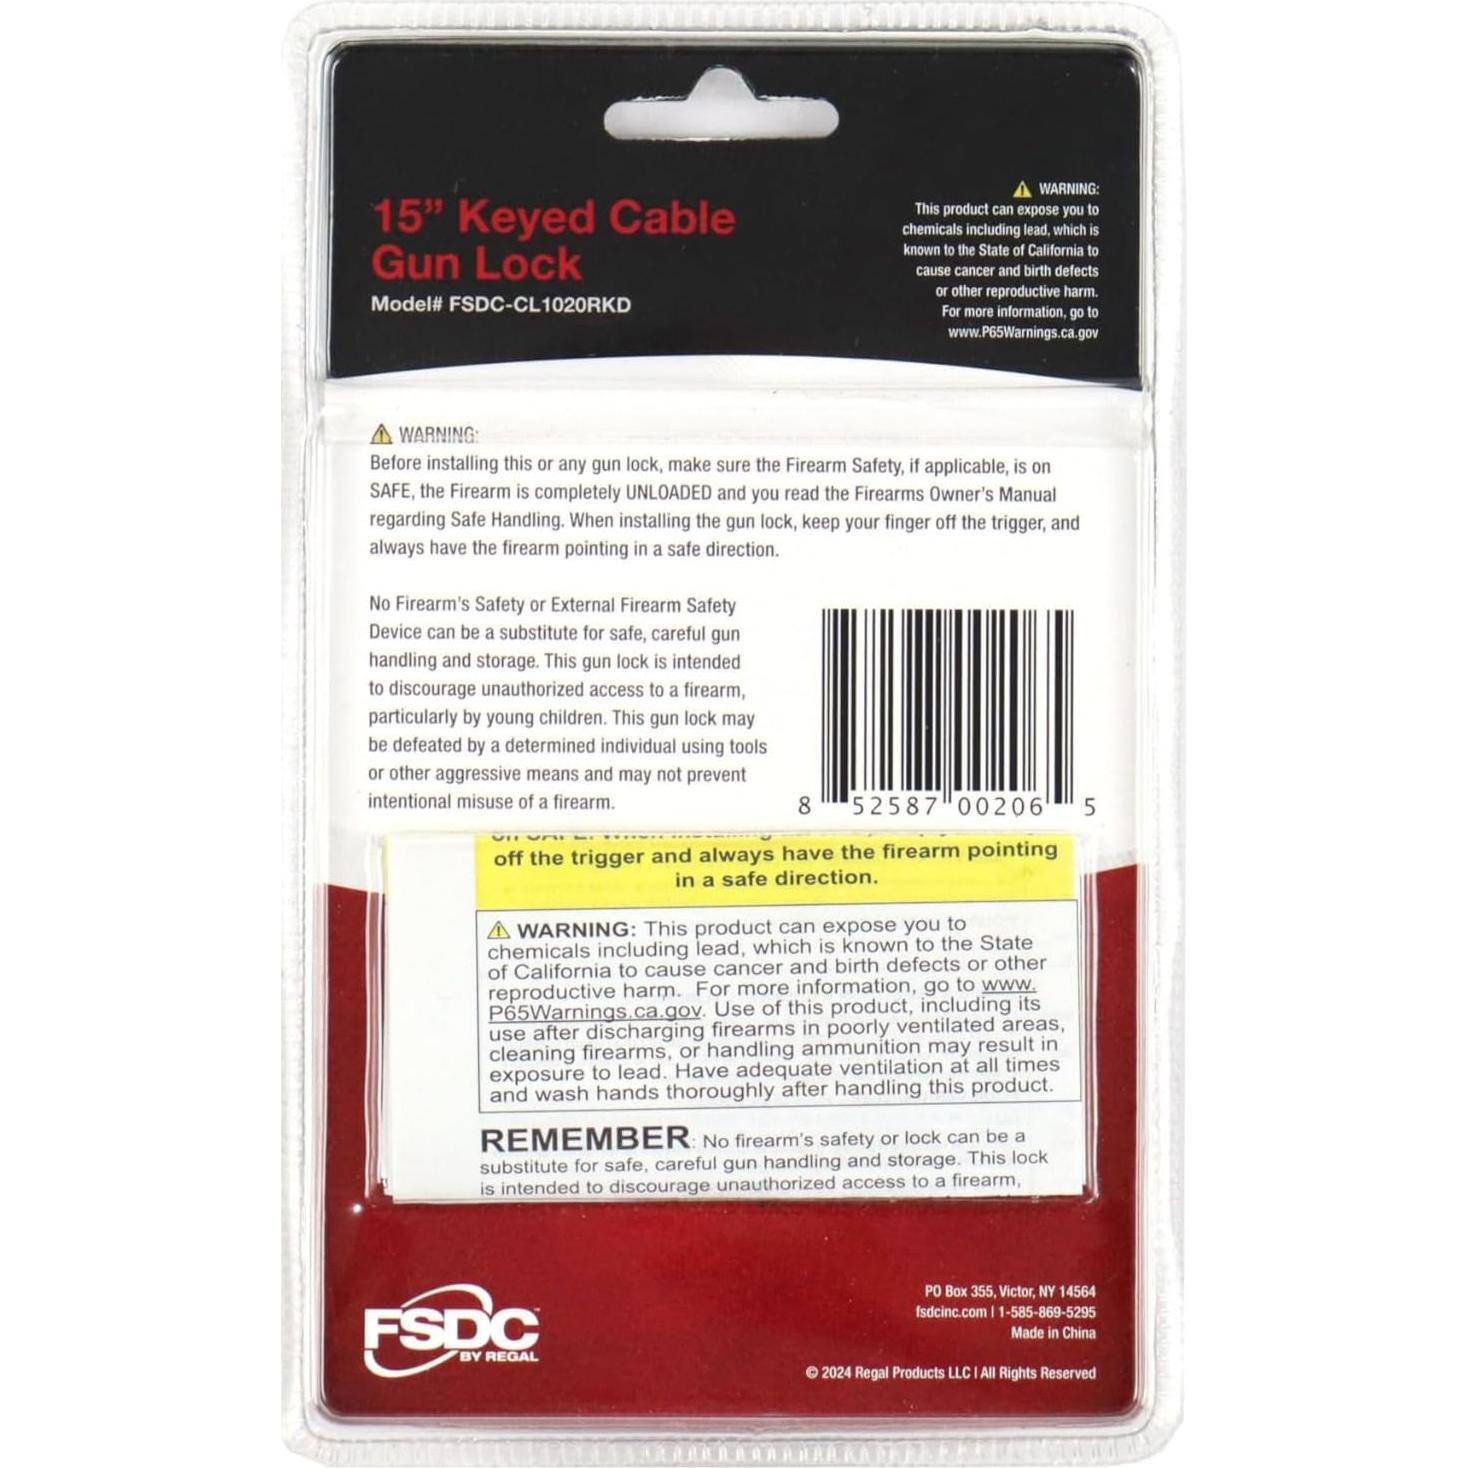 15” Keyed Cable
Gun Lock
Model# FSDC-CL1020RKD
WARNING:
This product can expose you to
chemicals including lead, which is
known to the State of California to
cause cancer and birth defects
or other reproductive harm.
For more information, go to
www.P65Warnings.ca.gov
WARNING:
Before installing this or any gun lock, make sure the Firearm Safety, if applicable, is on
SAFE, the Firearm is completely UNLOADED and you read the Firearms Owner’s Manual
regarding Safe Handling. When installing the gun lock, keep your finger off the trigger, and
always have the firearm pointing in a safe direction.
No Firearm’s Safety or External Firearm Safety
Device can be a substitute for safe, careful gun
handling and storage. This gun lock is intended
to discourage unauthorized access to a firearm,
particularly by young children. This gun lock may
be defeated by a determined individual using tools
or other aggressive means and may not prevent
intentional misuse of a firearm.
8 52587 00206 5
off the trigger and always have the firearm pointing
in a safe direction.
WARNING: This product can expose you to
chemicals including lead, which is known to the State
of California to cause cancer and birth defects or other
reproductive harm. For more information, go to www.
P65Warnings.ca.gov. Use of this product, including its
use after discharging firearms in poorly ventilated areas,
cleaning firearms, or handling ammunition may result in
exposure to lead. Have adequate ventilation at all times
and wash hands thoroughly after handling this product.
REMEMBER: No firearm’s safety or lock can be a
substitute for safe, careful gun handling and storage. This lock
is intended to discourage unauthorized access to a firearm,
FSDC™
BY REGAL
PO Box 355, Victor, NY 14564
fsdcinc.com | 1-585-869-5295
Made in China
© 2024 Regal Products LLC | All Rights Reserved